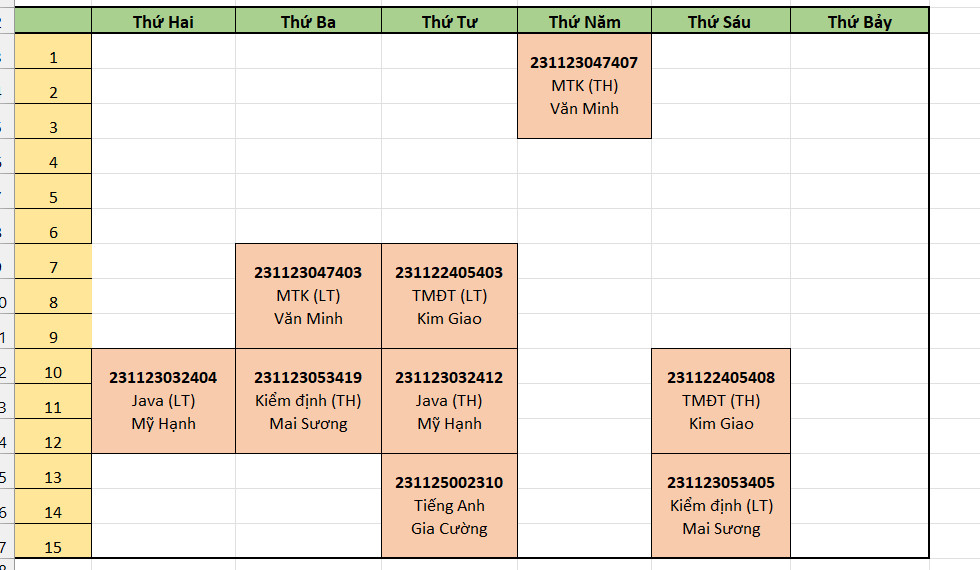 Thứ Hai Thứ Ba Thứ Tư Thứ Năm Thứ Sáu Thứ Bảy
1
231123047407
2
MTK (TH)
Văn Minh
3
4
5
6
7
231123047403 231122405403
8
MTK (LT) TMĐT (LT)
Văn Minh Kim Giao
9
10
231123032404 231123053419 231123032412 231122405408
11
Java (LT) Kiểm định (TH) Java (TH) TMĐT (TH)
Mỹ Hạnh Mai Sương Mỹ Hạnh Kim Giao
12
13
231125002310 231123053405
14
Tiếng Anh Kiểm định (LT)
Gia Cường Mai Sương
15